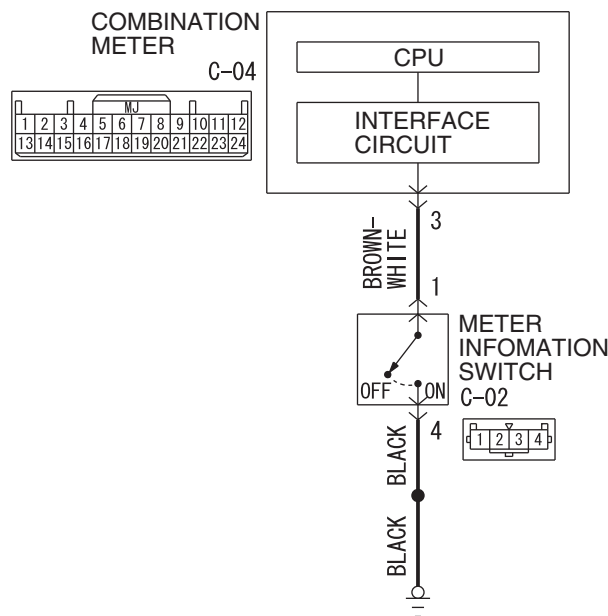 COMBINATION
METER
C-04
MJ
1 2 3 4 5 6 7 8 9 10 11 12
13 14 15 16 17 18 19 20 21 22 23 24
CPU
INTERFACE
CIRCUIT
3
BROWN-
WHITE
1
METER
INFOMATION
SWITCH
C-02
OFF ON
4
1 2 3 4
BLACK
BLACK